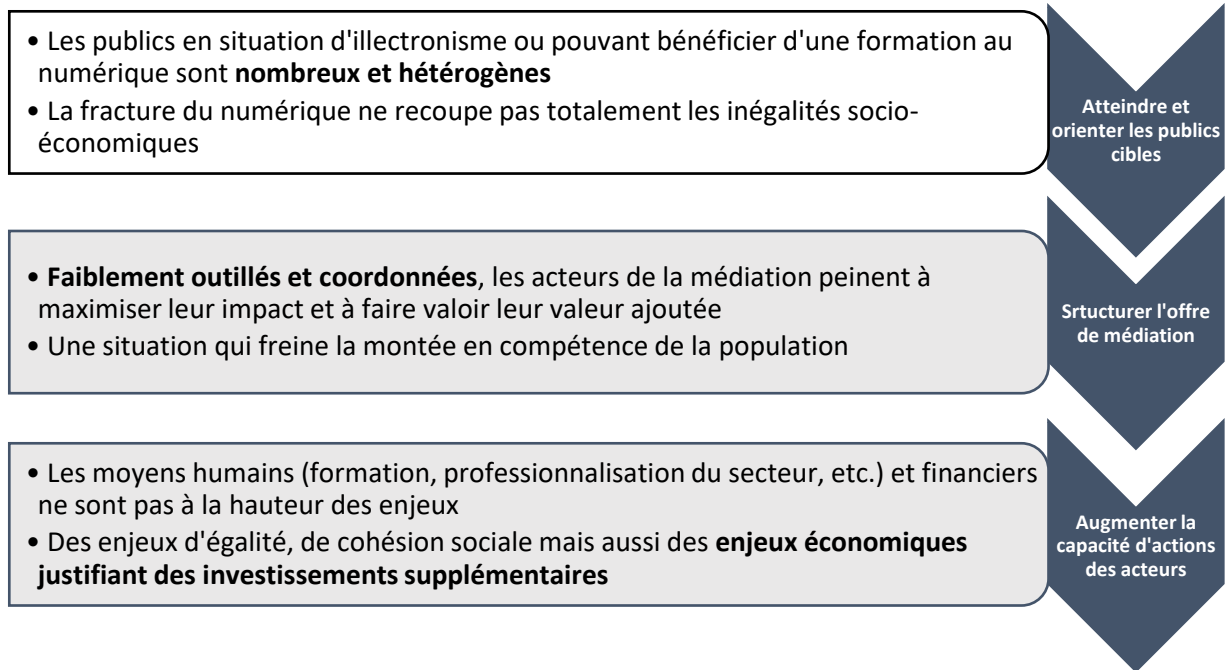 • Les publics en situation d'illectronisme ou pouvant bénéficier d'une formation au
numérique sont nombreux et hétérogènes
• La fracture du numérique ne recoupe pas totalement les inégalités socio-
économiques
Atteindre et
orienter les publics
cibles
• Faiblement outillés et coordonnées, les acteurs de la médiation peinent à
maximiser leur impact et à faire valoir leur valeur ajoutée
• Une situation qui freine la montée en compétence de la population
Srtucturer l'offre
de médiation
• Les moyens humains (formation, professionnalisation du secteur, etc.) et financiers
ne sont pas à la hauteur des enjeux
• Des enjeux d'égalité, de cohésion sociale mais aussi des enjeux économiques
justifiant des investissements supplémentaires
Augmenter la
capacité d'actions
des acteurs